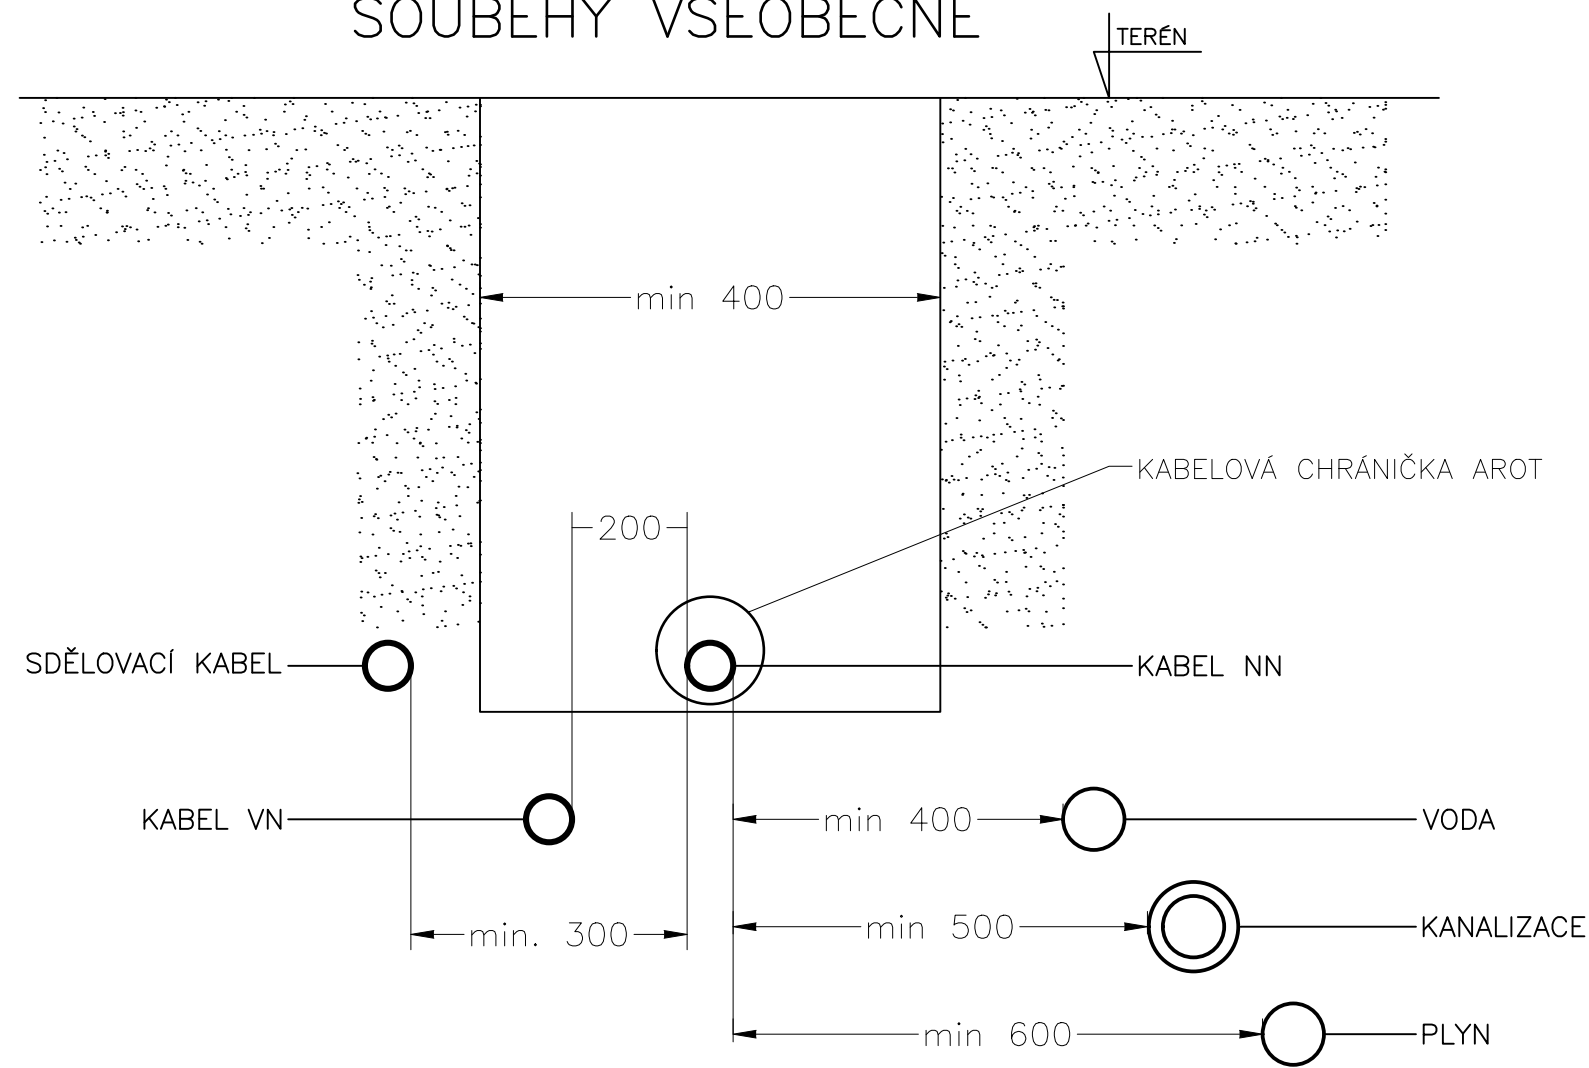 SOUBĚHY VŠEOBECNĚ
TERÉN
min 400
KABELOVÁ CHRÁNIČKA AROT
200
SDĚLOVACÍ KABEL
KABEL NN
KABEL VN
min 400
VODA
min. 300
min 500
KANALIZACE
min 600
PLYN